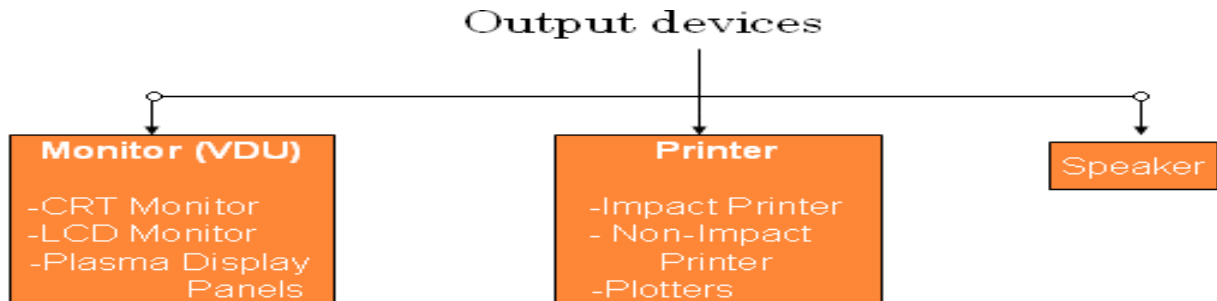 Output devices
Monitor (VDU)
-CRT Monitor
-LCD Monitor
-Plasma Display
Panels
Printer
-Impact Printer
- Non-Impact
Printer
-Plotters
Speaker